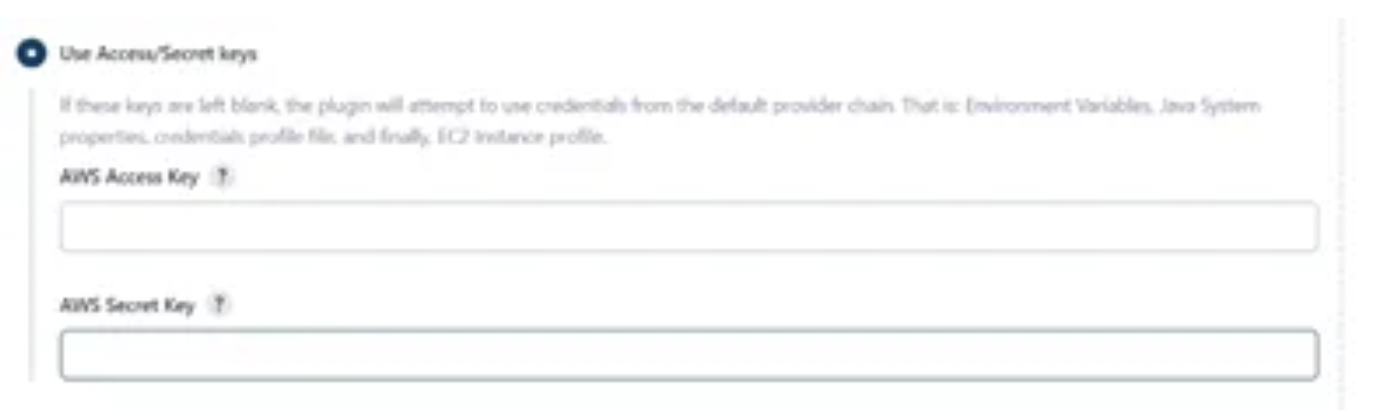 Use Access/Secret keys
If these keys are left blank, the plugin will attempt to use credentials from the default provider chain. That is: Environment Variables, Java System
properties, credentials profile file, and finally, EC2 Instance profile.
AWS Access Key ?
AWS Secret Key ?